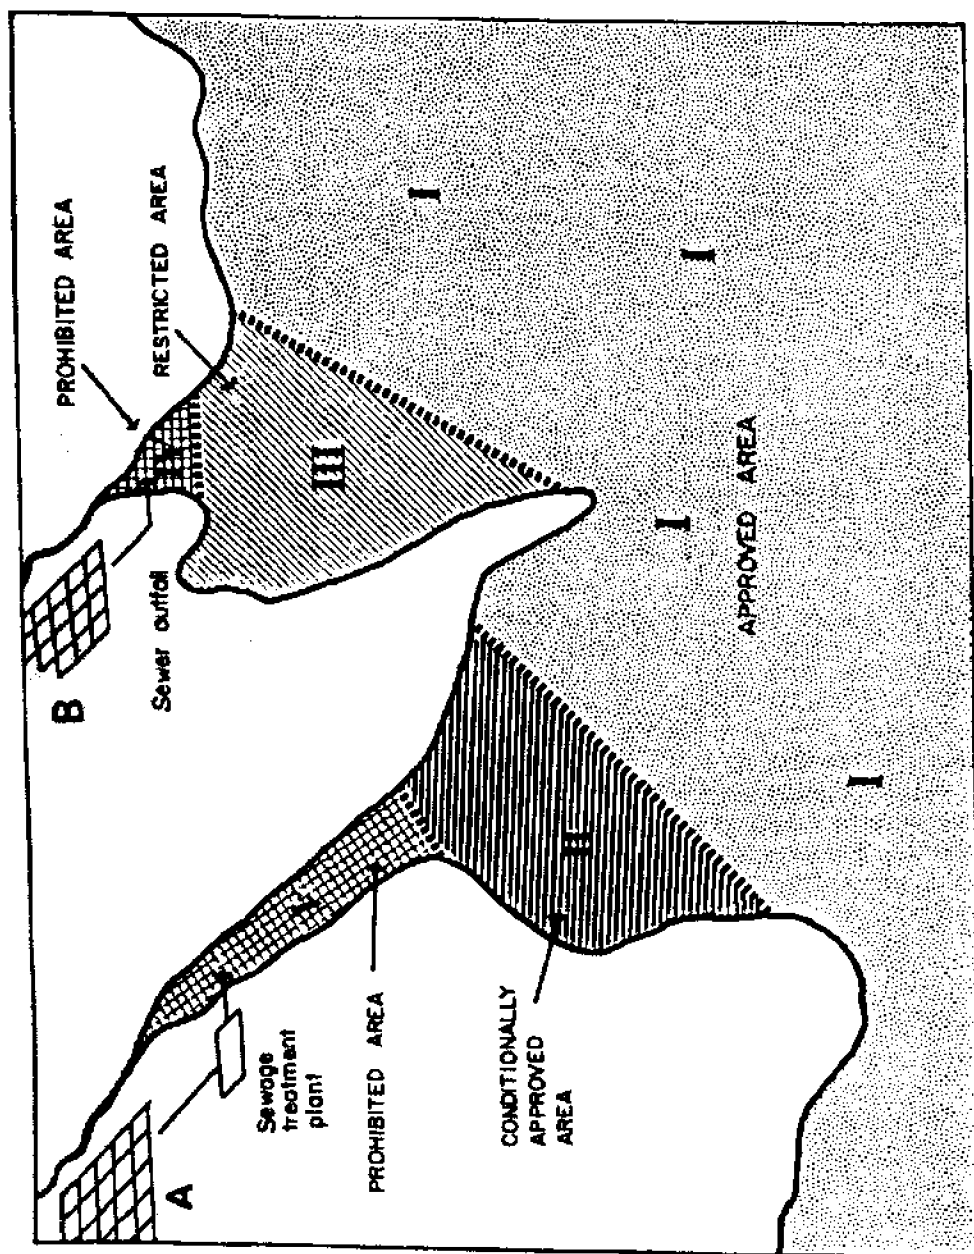 B
PROHIBITED AREA
A
Sewer outfall
RESTRICTED AREA
Sewage
treatment
plant
III
PROHIBITED AREA
I
CONDITIONALLY
APPROVED
AREA
II
I
I
APPROVED AREA
I